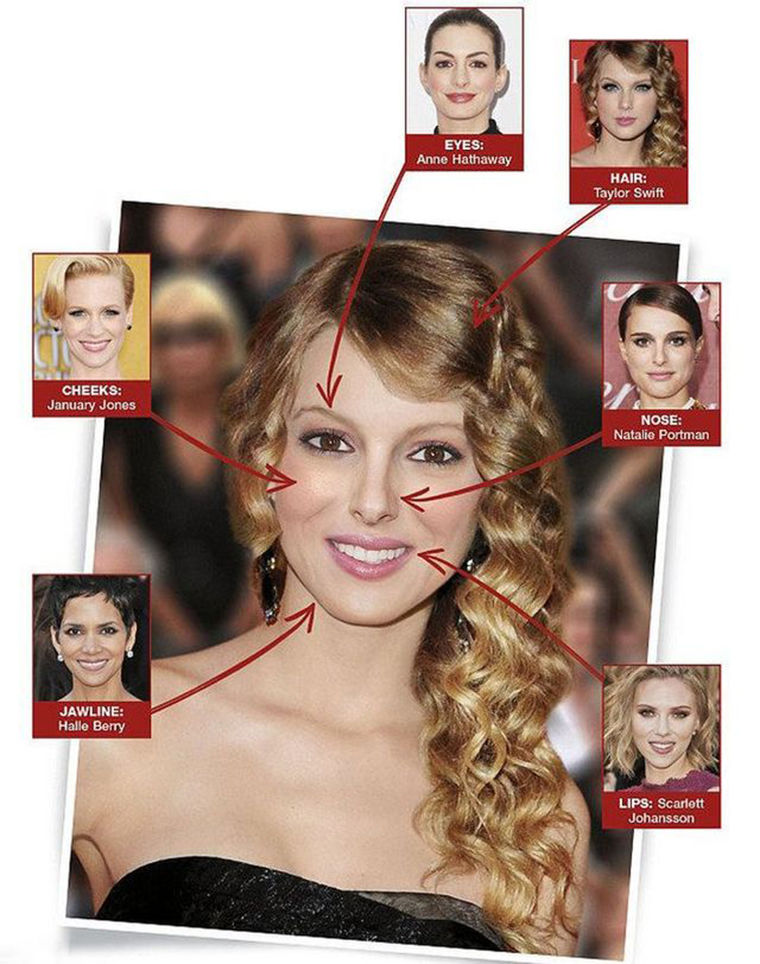 EYES:
Anne Hathaway
HAIR:
Taylor Swift
CHEEKS:
January Jones
NOSE:
Natalie Portman
JAWLINE:
Halle Berry
LIPS: Scarlett
Johansson